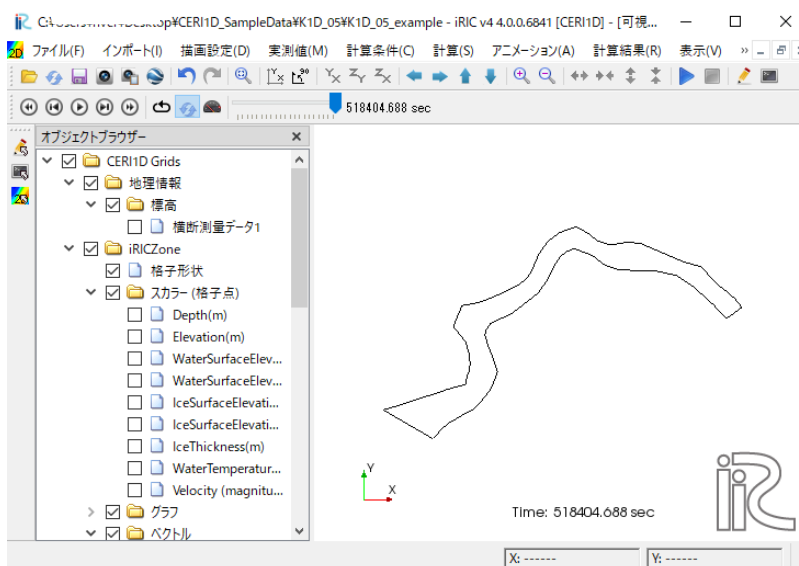 CERI1D_SampleData¥K1D_05¥K1D_05_example - iRIC v4 4.0.0.6841 [CERI1D] - [可視...
ファイル(F) インポート(I) 描画設定(D) 実測値(M) 計算条件(C) 計算(S) アニメーション(A) 計算結果(R) 表示(V) »
518404.688 sec
オブジェクトブラウザー
CERI1D Grids
地理情報
標高
横断測量データ1
iRICZone
格子形状
スカラー (格子点)
Depth(m)
Elevation(m)
WaterSurfaceElev...
WaterSurfaceElev...
IceSurfaceElevati...
IceSurfaceElevati...
IceThickness(m)
WaterTemperatur...
Velocity (magnitu...
グラフ
ベクトル
Y
X
Time: 518404.688 sec
iRIC
X: ------ Y: ------